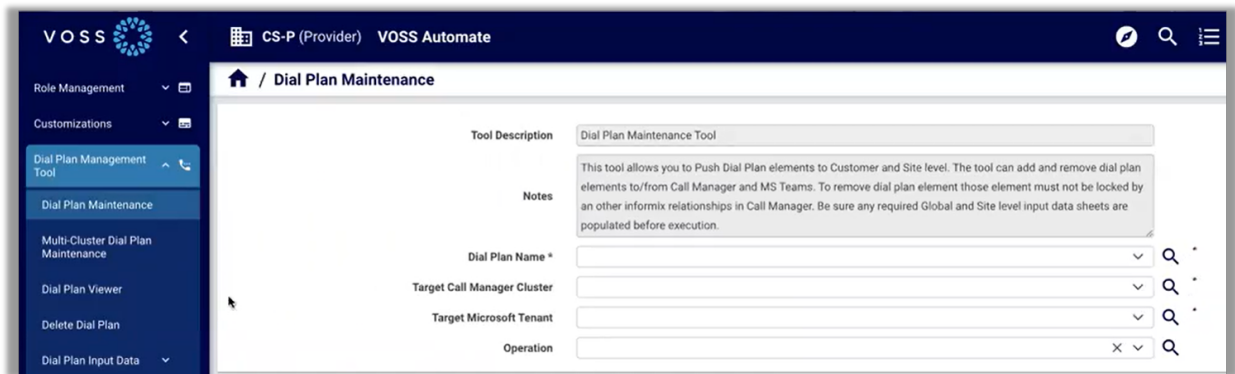 VOSS
CS-P (Provider) VOSS Automate
Role Management
Customizations
Dial Plan Management
Tool
Dial Plan Maintenance
Multi-Cluster Dial Plan
Maintenance
Dial Plan Viewer
Delete Dial Plan
Dial Plan Input Data
/ Dial Plan Maintenance
Tool Description
Dial Plan Maintenance Tool
Notes
This tool allows you to Push Dial Plan elements to Customer and Site level. The tool can add and remove dial plan
elements to/from Call Manager and MS Teams. To remove dial plan element those element must not be locked by
an other informix relationships in Call Manager. Be sure any required Global and Site level input data sheets are
populated before execution.
Dial Plan Name *
Target Call Manager Cluster
Target Microsoft Tenant
Operation